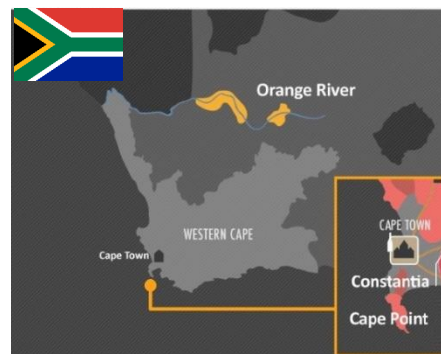 Orange River
WESTERN CAPE
Cape Town
CAPE TOWN
Constantia
Cape Point